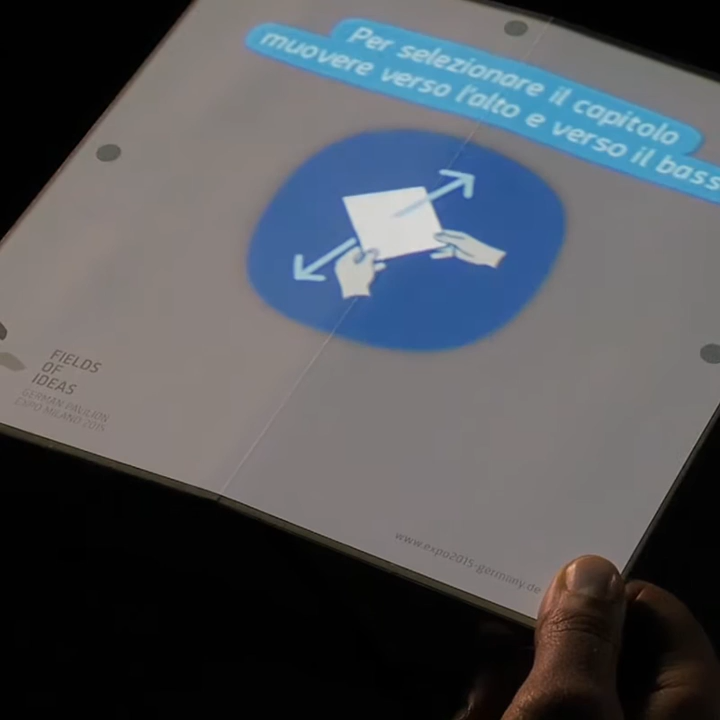 Per selezionare il capitolo
muovere verso l'alto e verso il bass
FIELDS
OF
IDEAS
GERMAN PAVILION
EXPO MILANO 2015
www.expo2015-germany.de